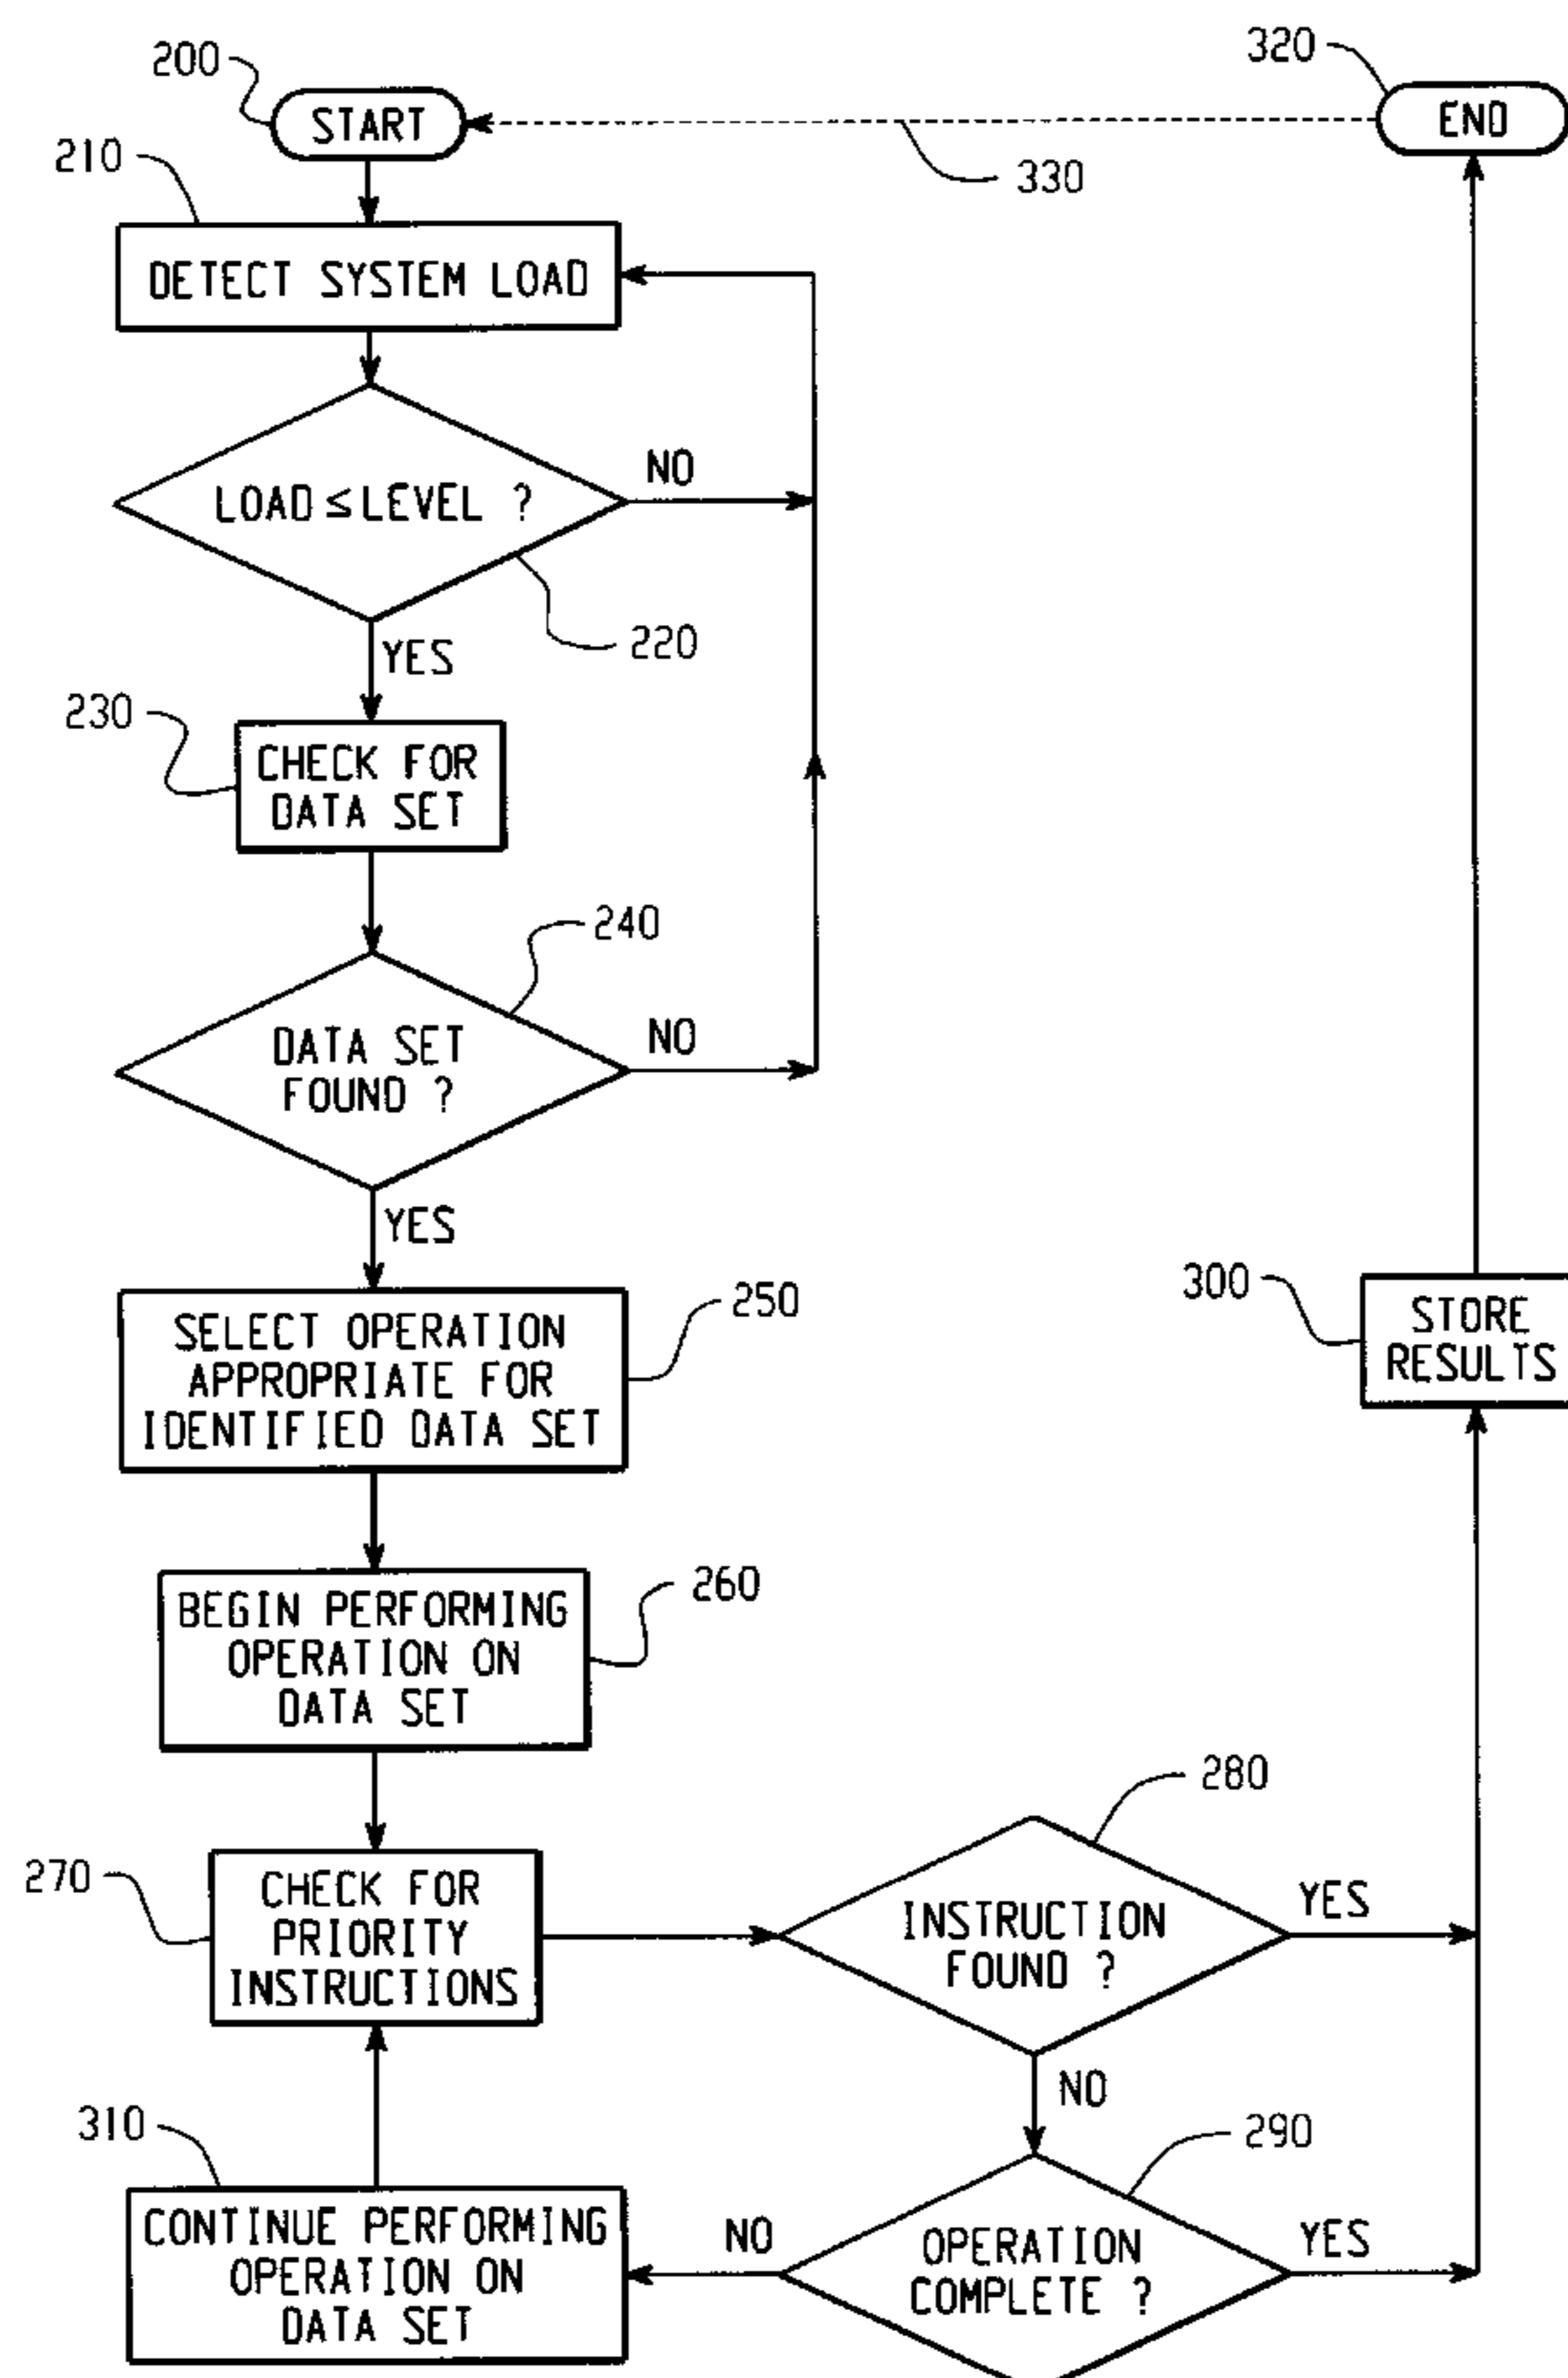 200
START
320
END
330
210
DETECT SYSTEM LOAD
LOAD ≤ LEVEL ?
NO
220
YES
230
CHECK FOR
DATA SET
240
DATA SET
FOUND ?
NO
YES
250
SELECT OPERATION
APPROPRIATE FOR
IDENTIFIED DATA SET
300
STORE
RESULTS
260
BEGIN PERFORMING
OPERATION ON
DATA SET
270
CHECK FOR
PRIORITY
INSTRUCTIONS
280
INSTRUCTION
FOUND ?
YES
NO
310
CONTINUE PERFORMING
OPERATION ON
DATA SET
290
OPERATION
COMPLETE ?
NO
YES